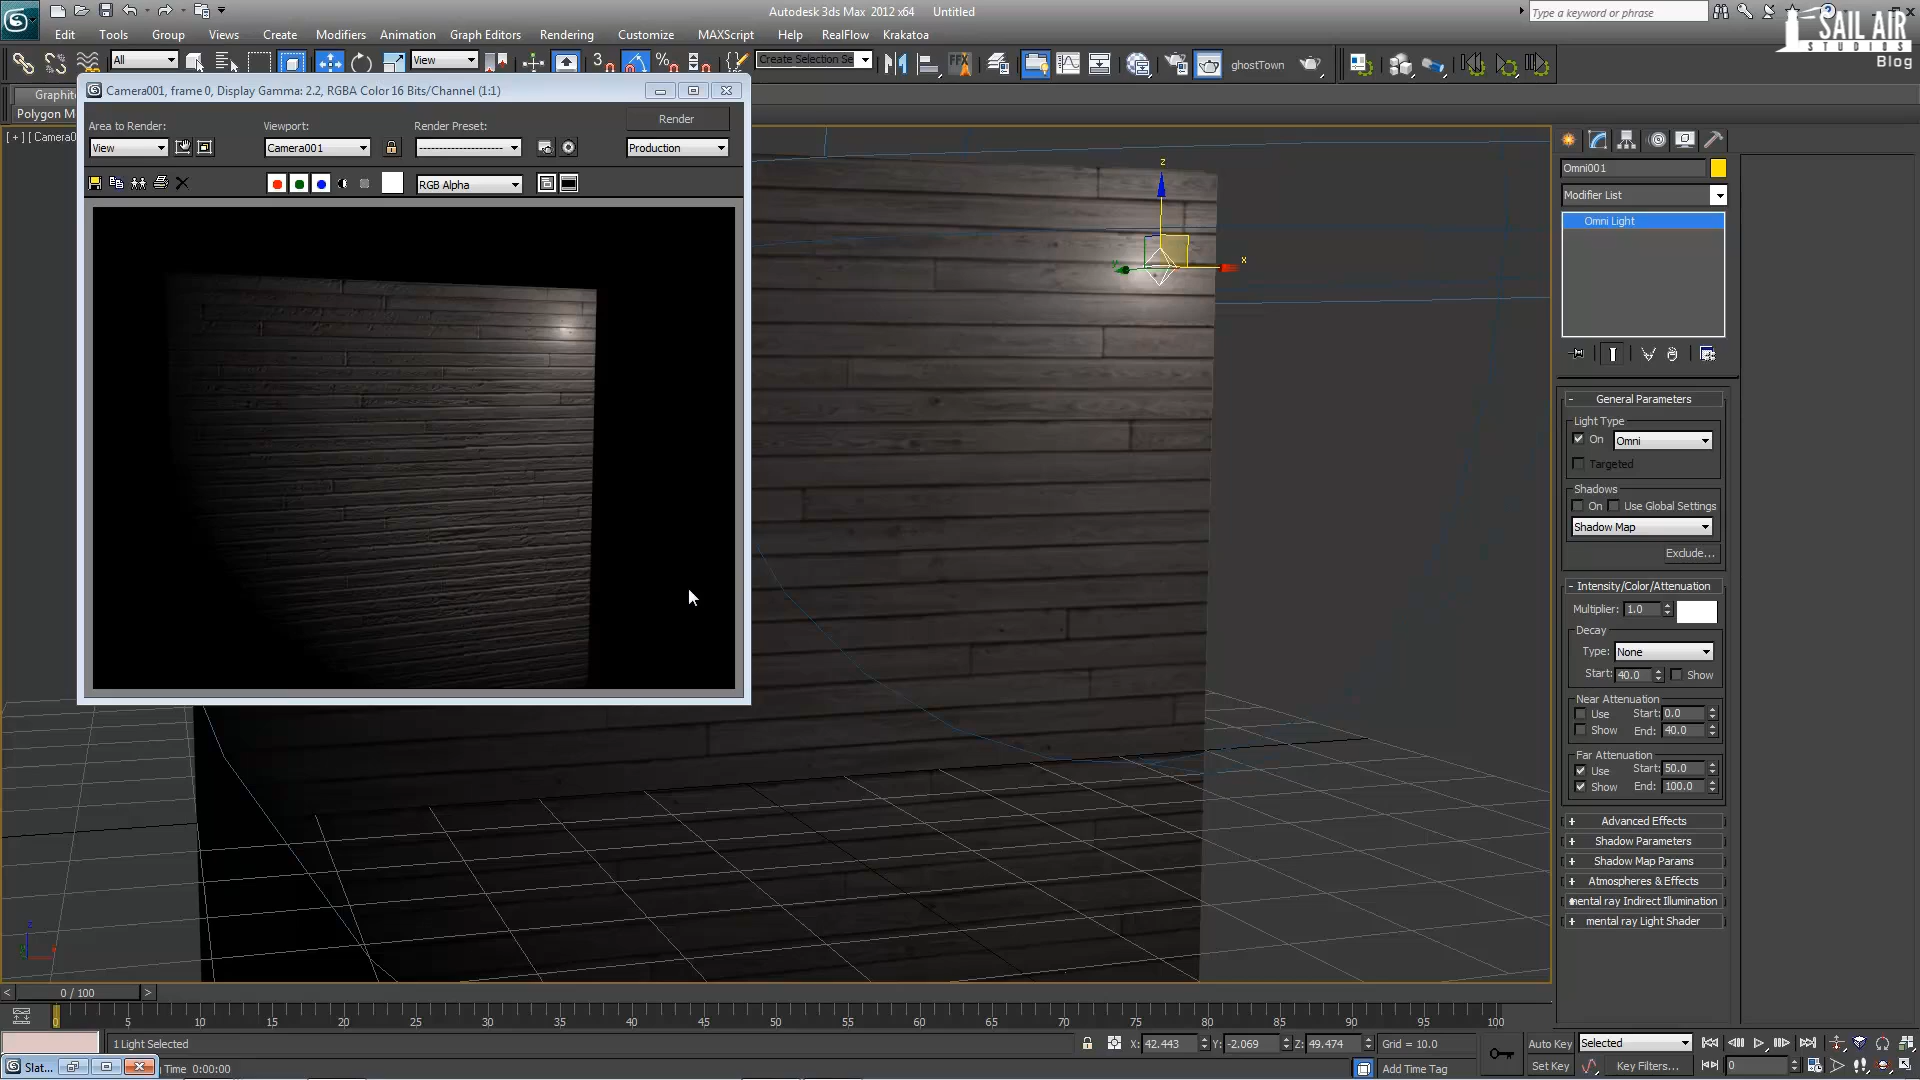 Autodesk 3ds Max 2012 x64 Untitled
Type a keyword or phrase
SAIL AIR
STUDIOS
Blog
Edit Tools Group Views Create Modifiers Animation Graph Editors Rendering Customize MAXScript Help RealFlow Krakatoa
All View Create Selection Se ghostTown
Graphit
Polygon M
[ + ] [ Camera0
Camera001, frame 0, Display Gamma: 2.2, RGBA Color 16 Bits/Channel (1:1)
Area to Render: Viewport: Render Preset: Render
View Camera001 Production
RGB Alpha
z
x
y
Omni001
Modifier List
Omni Light
- General Parameters
Light Type
On Omni
Targeted
Shadows
On Use Global Settings
Shadow Map
Exclude...
- Intensity/Color/Attenuation
Multiplier: 1.0
Decay
Type: None
Start: 40.0 Show
Near Attenuation
Use Start: 0.0
Show End: 40.0
Far Attenuation
Use Start: 50.0
Show End: 100.0
+ Advanced Effects
+ Shadow Parameters
+ Shadow Map Params
+ Atmospheres & Effects
mental ray Indirect Illumination
+ mental ray Light Shader
< 0 / 100 >
0 5 10 15 20 25 30 35 40 45 50 55 60 65 70 75 80 85 90 95 100
1 Light Selected X: 42.443 Y: -2.069 Z: 49.474 Grid = 10.0 Auto Key Selected
Slat... Time 0:00:00 Add Time Tag Set Key Key Filters... 0